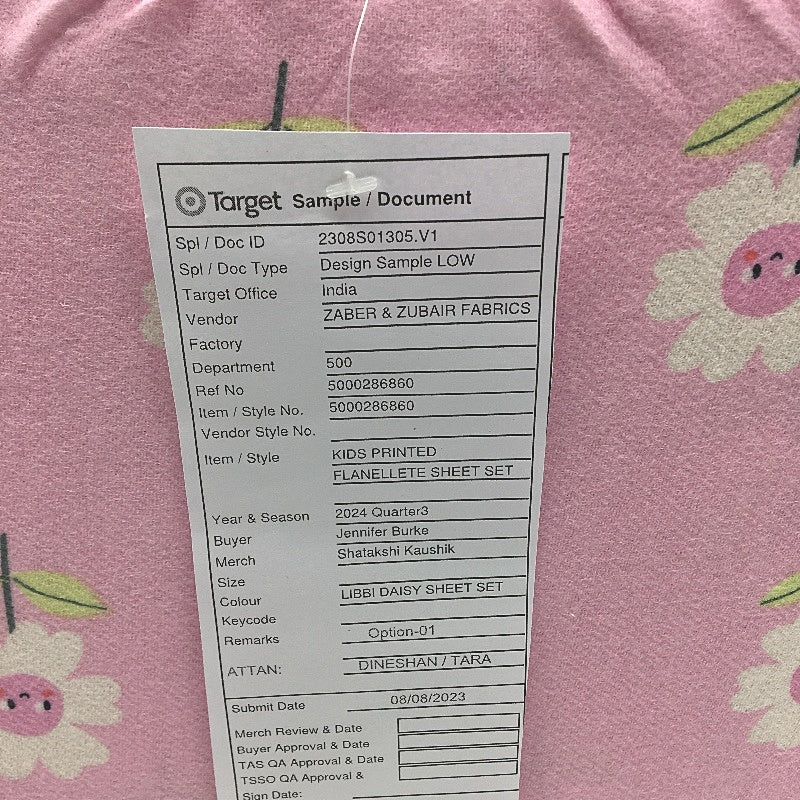 Target Sample / Document
Spl / Doc ID 2308S01305.V1
Spl / Doc Type Design Sample LOW
Target Office India
Vendor ZABER & ZUBAIR FABRICS
Factory
Department 500
Ref No 5000286860
Item / Style No. 5000286860
Vendor Style No.
Item / Style KIDS PRINTED
FLANELLETE SHEET SET
Year & Season 2024 Quarter3
Buyer Jennifer Burke
Merch Shatakshi Kaushik
Size
Colour LIBBI DAISY SHEET SET
Keycode
Remarks Option-01
ATTAN: DINESHAN / TARA
Submit Date 08/08/2023
Merch Review & Date
Buyer Approval & Date
TAS QA Approval & Date
TSSO QA Approval &
Sign Date: